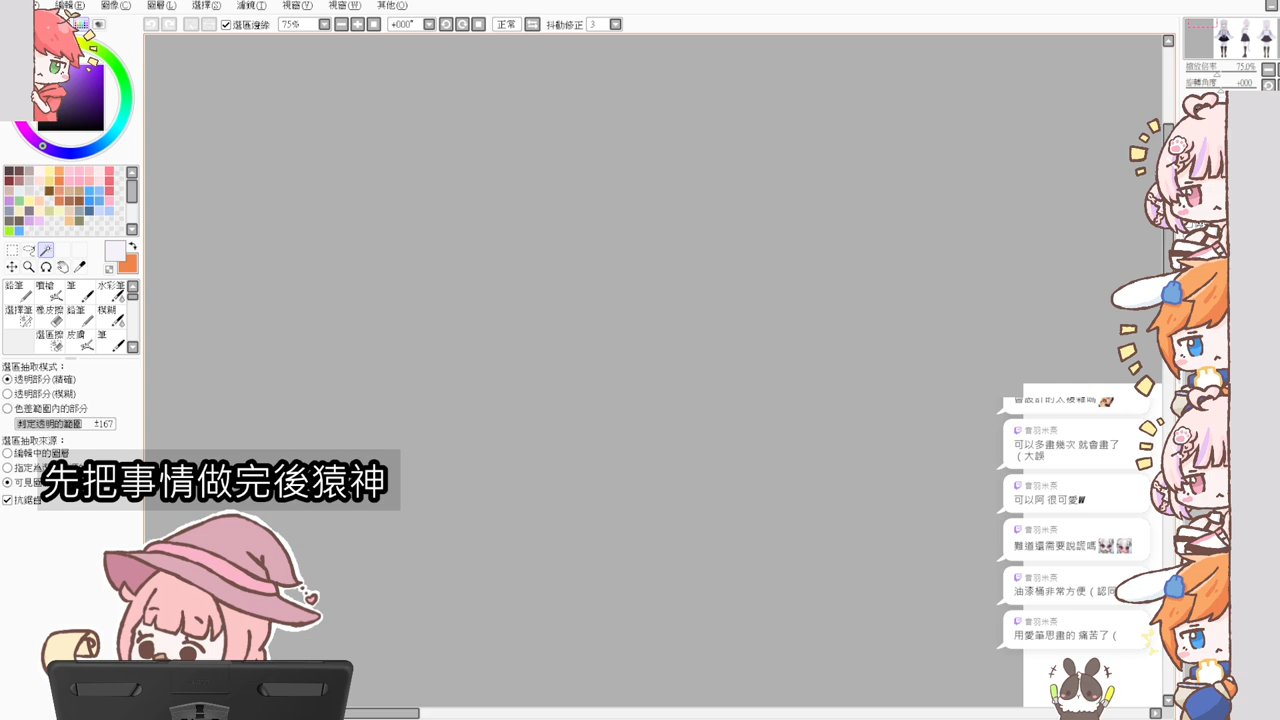 編輯(E) 圖像(C) 圖層(L) 選擇(S) 濾鏡(T) 視窗(V) 視窗(W) 其他(O)
選區邊緣 75% +000° 正常 抖動修正 3
縮放倍率 75.0%
旋轉角度 +000
鉛筆 噴槍 筆 水彩筆
選擇筆 橡皮擦 鉛筆 模糊
選區擦 皮膚 筆
選區抽取模式:
透明部分(精確)
透明部分(模糊)
色差範圍內的部分
判定透明的範圍 ±167
選區抽取來源:
編輯中的圖層
指定為
可見圖
抗鋸齒
先把事情做完後猿神
可以多畫幾次 就會畫了
(大誤
可以阿 很可愛
難道還需要說謊嗎
油漆桶非常方便(認同
用愛筆思畫的 痛苦了(